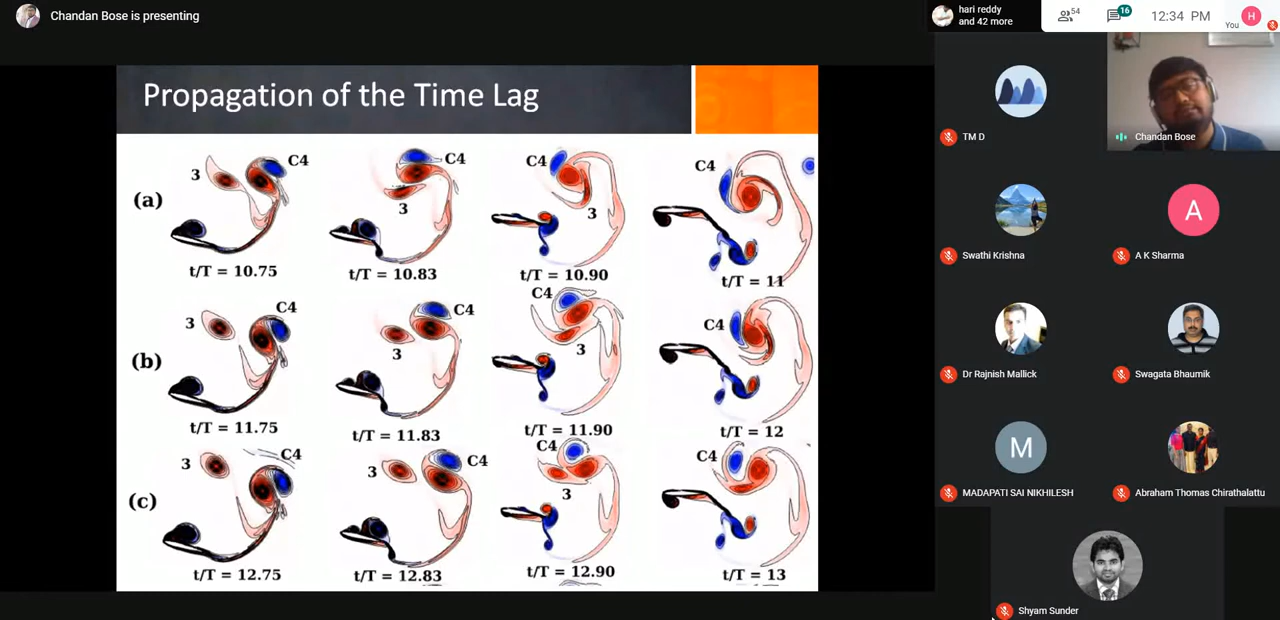 Chandan Bose is presenting
hari reddy
and 42 more
54
16
12:34 PM
You
H
Propagation of the Time Lag
(a)
3
C4
t/T = 10.75
C4
3
t/T = 10.83
C4
3
t/T = 10.90
C4
t/T = 11
(b)
3
C4
t/T = 11.75
C4
3
t/T = 11.83
C4
3
t/T = 11.90
C4
t/T = 12
(c)
3
C4
t/T = 12.75
3
C4
t/T = 12.83
C4
3
t/T = 12.90
C4
t/T = 13
TM D
Chandan Bose
Swathi Krishna
A
A K Sharma
Dr Rajnish Mallick
Swagata Bhaumik
M
MADAPATI SAI NIKHILESH
Abraham Thomas Chirathalattu
Shyam Sunder